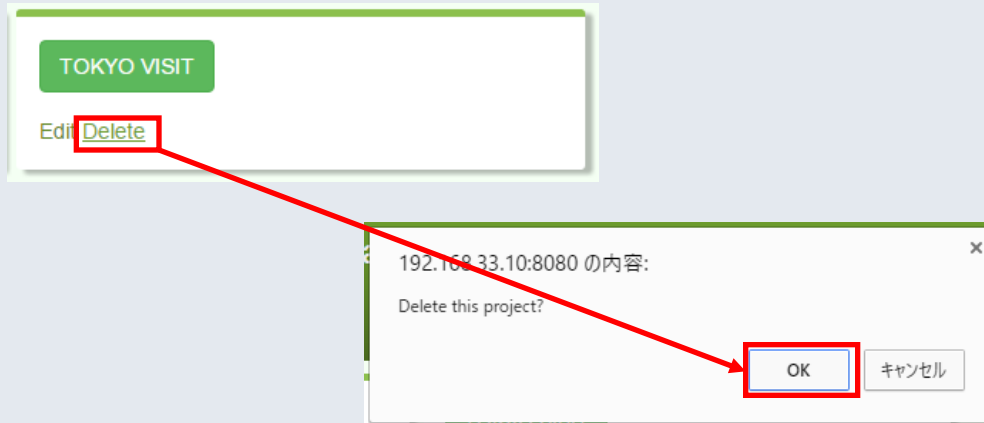 TOKYO VISIT
Edit Delete
192.168.33.10:8080 の内容:
Delete this project?
OK キャンセル